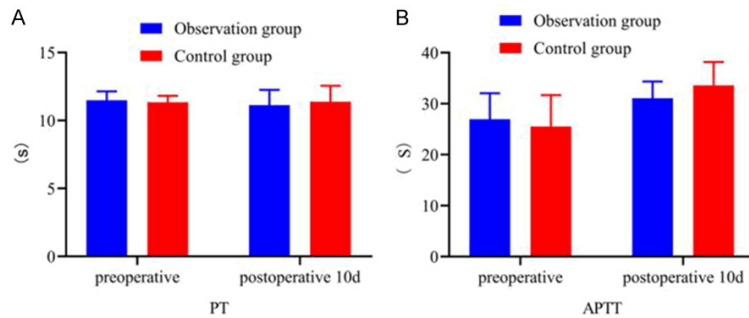 A
Observation group
Control group
15
10
5
0
(s)
preoperative
postoperative 10d
PT
B
Observation group
Control group
40
30
20
10
0
( S)
preoperative
postoperative 10d
APTT